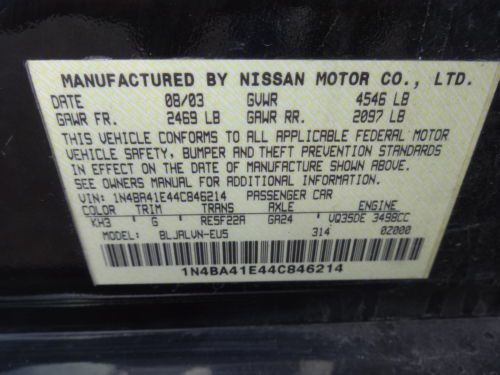 MANUFACTURED BY NISSAN MOTOR CO., LTD.
DATE 08/03 GVWR 4546 LB
GAWR FR. 2469 LB GAWR RR. 2097 LB
THIS VEHICLE CONFORMS TO ALL APPLICABLE FEDERAL MOTOR
VEHICLE SAFETY, BUMPER AND THEFT PREVENTION STANDARDS
IN EFFECT ON THE DATE OF MANUFACTURE SHOWN ABOVE.
SEE OWNERS MANUAL FOR ADDITIONAL INFORMATION
VIN: 1N4BA41E44C846214 PASSENGER CAR
COLOR TRIM TRANS AXLE ENGINE
KH3 G RE5F22A GA24 VQ35DE 3498CC
MODEL: BLJALVN-EU5 314 02000
1N4BA41E44C846214